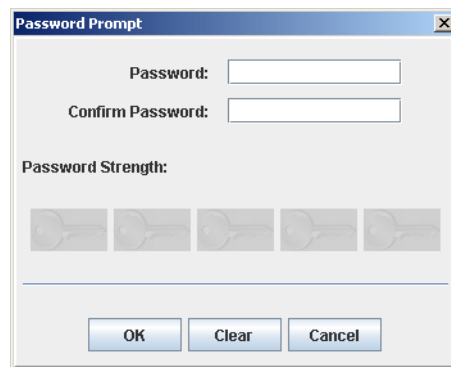 Password Prompt
Password:
Confirm Password:
Password Strength:
OK Clear Cancel